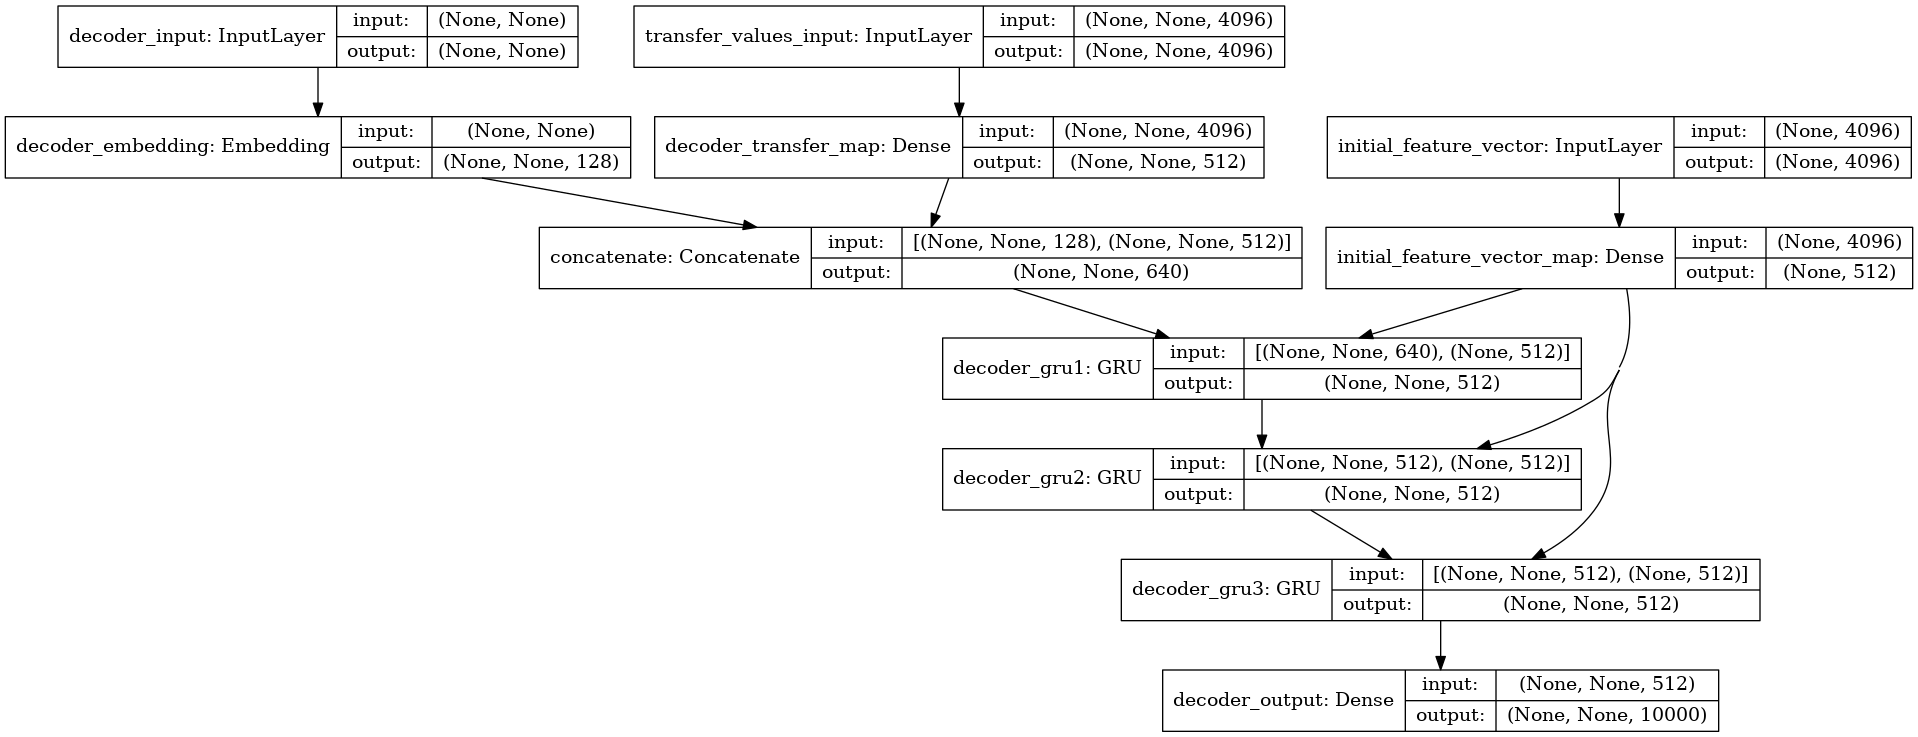 decoder_input: InputLayer
input:
(None, None)
output:
(None, None)
transfer_values_input: InputLayer
input:
(None, None, 4096)
output:
(None, None, 4096)
decoder_embedding: Embedding
input:
(None, None)
output:
(None, None, 128)
decoder_transfer_map: Dense
input:
(None, None, 4096)
output:
(None, None, 512)
initial_feature_vector: InputLayer
input:
(None, 4096)
output:
(None, 4096)
concatenate: Concatenate
input:
[(None, None, 128), (None, None, 512)]
output:
(None, None, 640)
initial_feature_vector_map: Dense
input:
(None, 4096)
output:
(None, 512)
decoder_gru1: GRU
input:
[(None, None, 640), (None, 512)]
output:
(None, None, 512)
decoder_gru2: GRU
input:
[(None, None, 512), (None, 512)]
output:
(None, None, 512)
decoder_gru3: GRU
input:
[(None, None, 512), (None, 512)]
output:
(None, None, 512)
decoder_output: Dense
input:
(None, None, 512)
output:
(None, None, 10000)